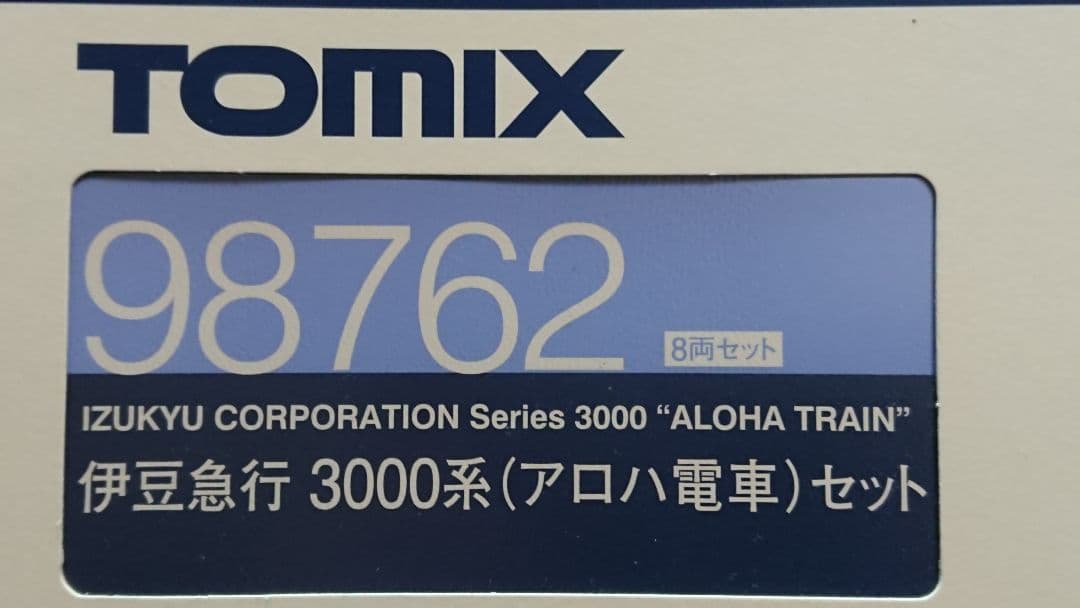 TOMIX
98762
8両セット
IZUKYU CORPORATION Series 3000 “ALOHA TRAIN”
伊豆急行 3000系(アロハ電車)セット